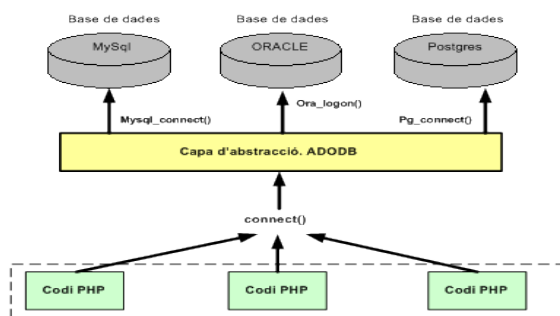 Base de dades
Base de dades
Base de dades
MySql
ORACLE
Postgres
Mysql_connect()
Ora_logon()
Pg_connect()
Capa d'abstracció. ADODB
connect()
Codi PHP
Codi PHP
Codi PHP